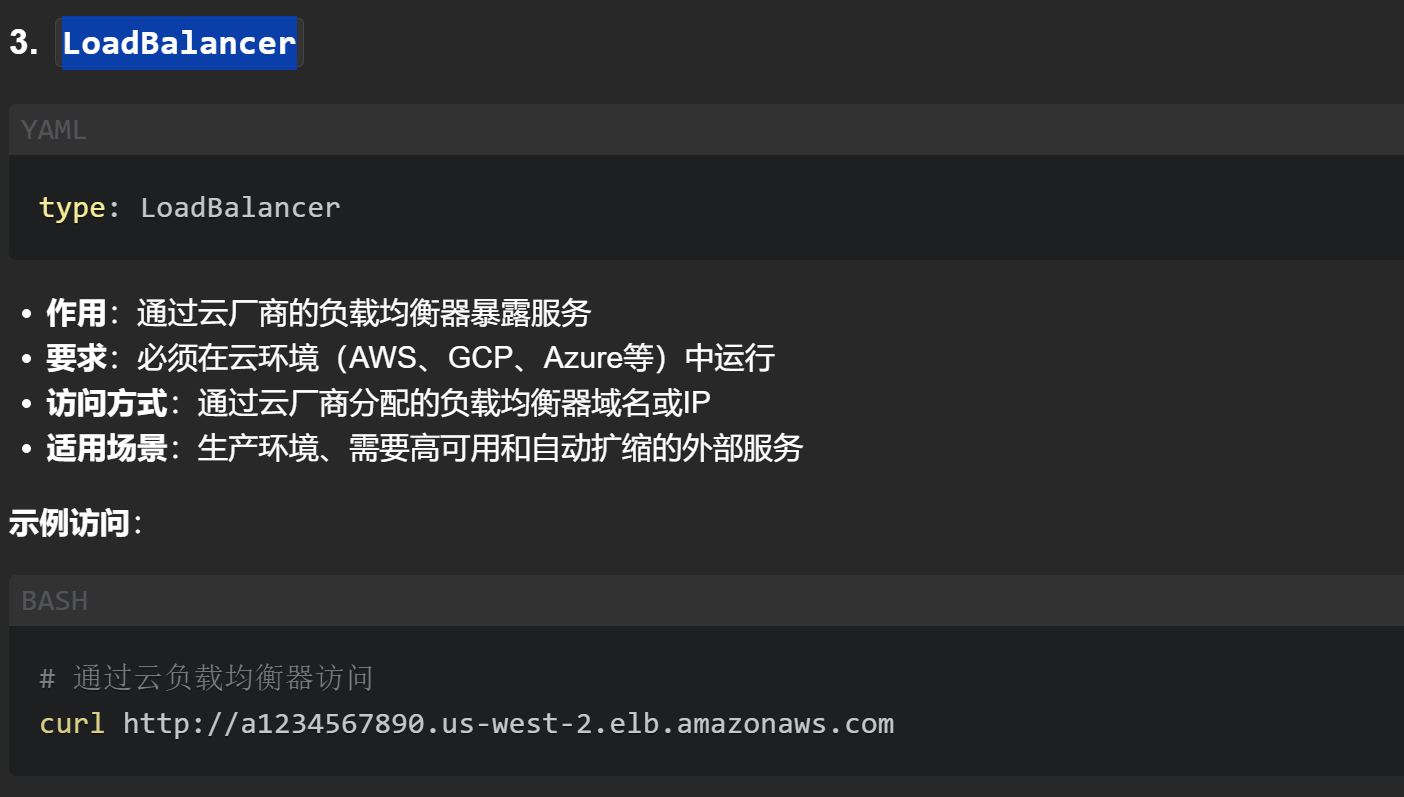 3. LoadBalancer
YAML
type: LoadBalancer
• 作用：通过云厂商的负载均衡器暴露服务
• 要求：必须在云环境（AWS、GCP、Azure等）中运行
• 访问方式：通过云厂商分配的负载均衡器域名或IP
• 适用场景：生产环境、需要高可用和自动扩缩的外部服务
示例访问：
BASH
# 通过云负载均衡器访问
curl http://a1234567890.us-west-2.elb.amazonaws.com